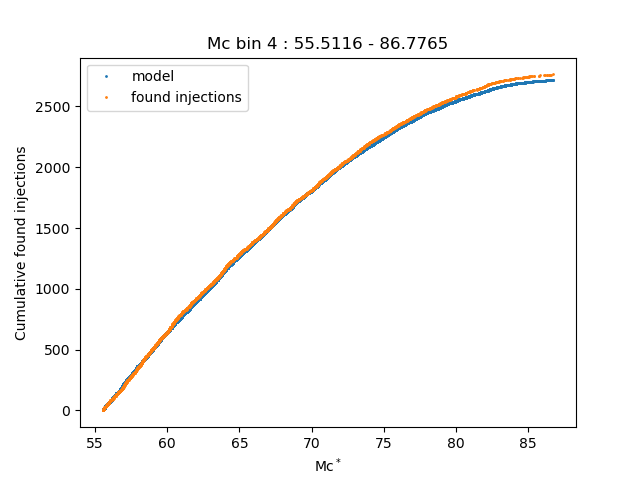 Mc bin 4 : 55.5116 - 86.7765
model
found injections
Cumulative found injections
2500
2000
1500
1000
500
0
55 60 65 70 75 80 85
Mc*